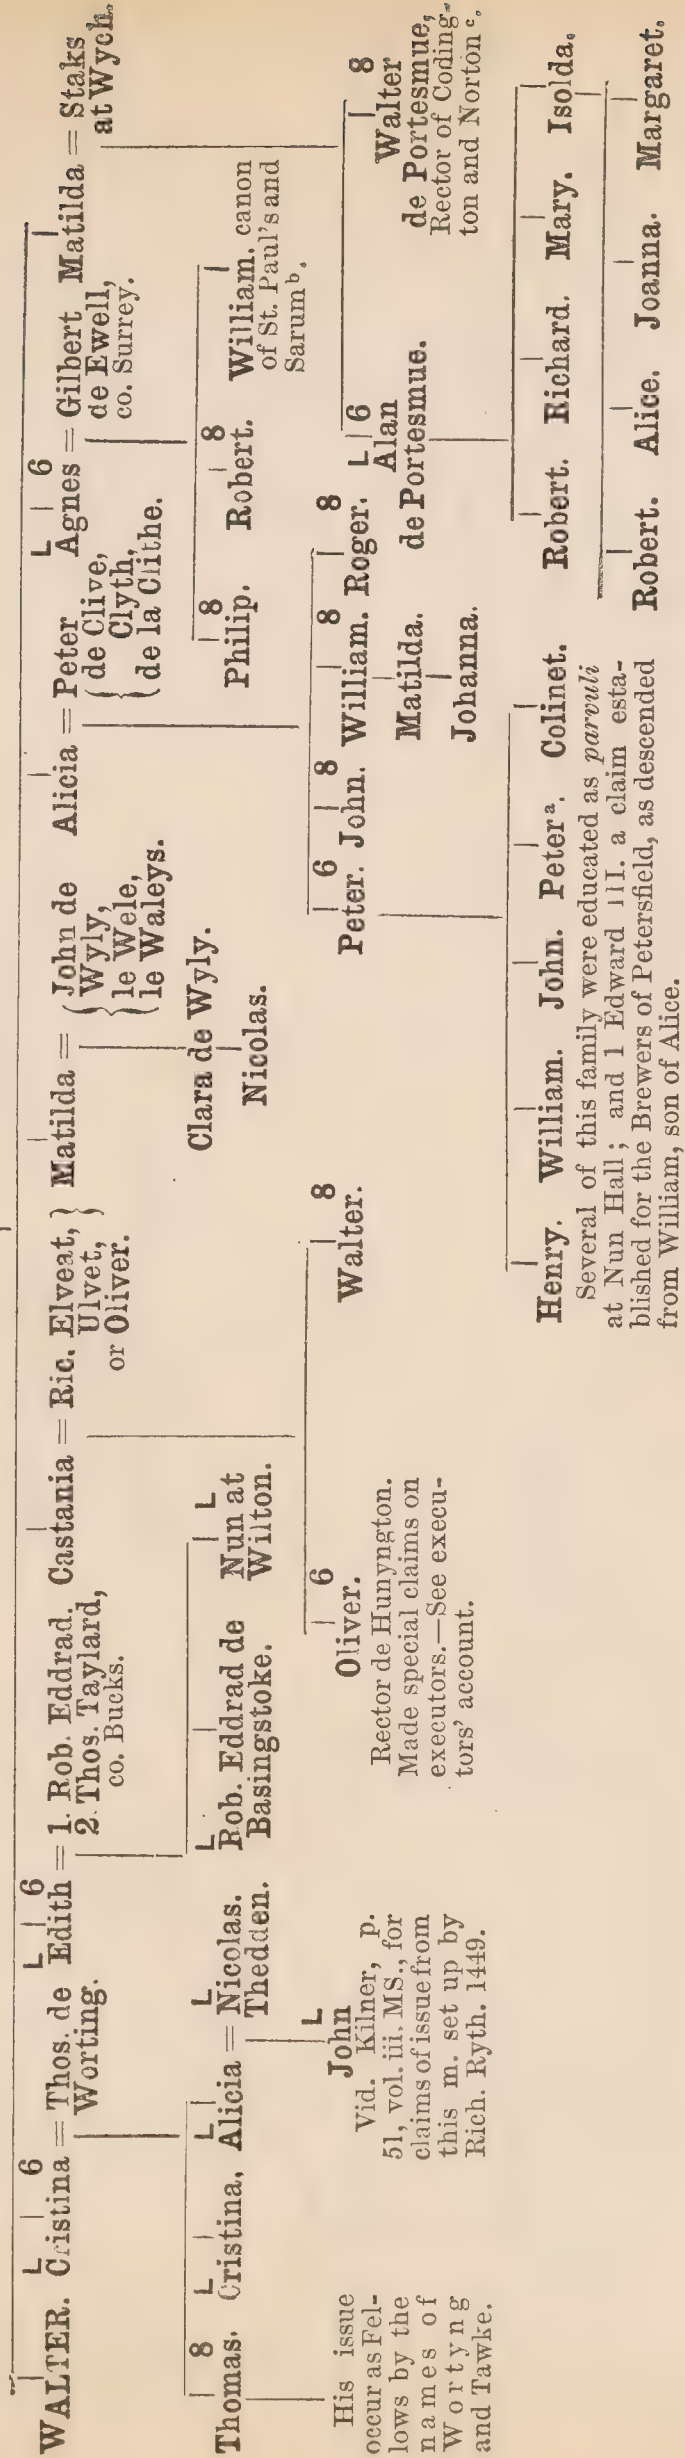 WALTER.
L 6
Cristina = Thos. de
Worting.
L 6
Edith = 1. Rob. Eddrad.
2. Thos. Taylard,
co. Bucks.
Castania = Ric. Elveat,
Ulvet,
or Oliver.
Matilda = John de
Wyly,
le Wele,
le Waleys.
Alicia = Peter
de Clive,
Clyth,
de la Clithe.
L 6
Agnes = Gilbert
de Ewell,
co. Surrey.
Matilda = Staks
at Wych.
8
Thomas.
L
Cristina.
L L
Alicia = Nicolas.
Thedden.
L
Rob. Eddrad de
Basingstoke.
L
Nun at
Wilton.
Clara de Wyly.
Nicolas.
8
Philip.
8
Robert.
William. canon
of St. Paul's and
Sarum b.
His issue
occur as Fel-
lows by the
names of
Wortyng
and Tawke.
L
John
Vid. Kilner, p.
51, vol. iii. MS., for
claims of issue from
this m. set up by
Rich. Ryth. 1449.
6
Oliver.
Rector de Hunyngton.
Made special claims on
executors.—See execu-
tors' account.
8
Walter.
6
Peter.
8
John.
8
William.
8
Roger.
Matilda.
Johanna.
L 6
Alan
de Portesmue.
8
Walter
de Portesmue,
Rector of Coding-
ton and Norton c.
Henry. William. John. Peter a. Colinet.
Several of this family were educated as parvuli
at Nun Hall; and 1 Edward III. a claim esta-
blished for the Brewers of Petersfield, as descended
from William, son of Alice.
Robert. Richard. Mary. Isolda.
Robert. Alice. Joanna. Margaret.